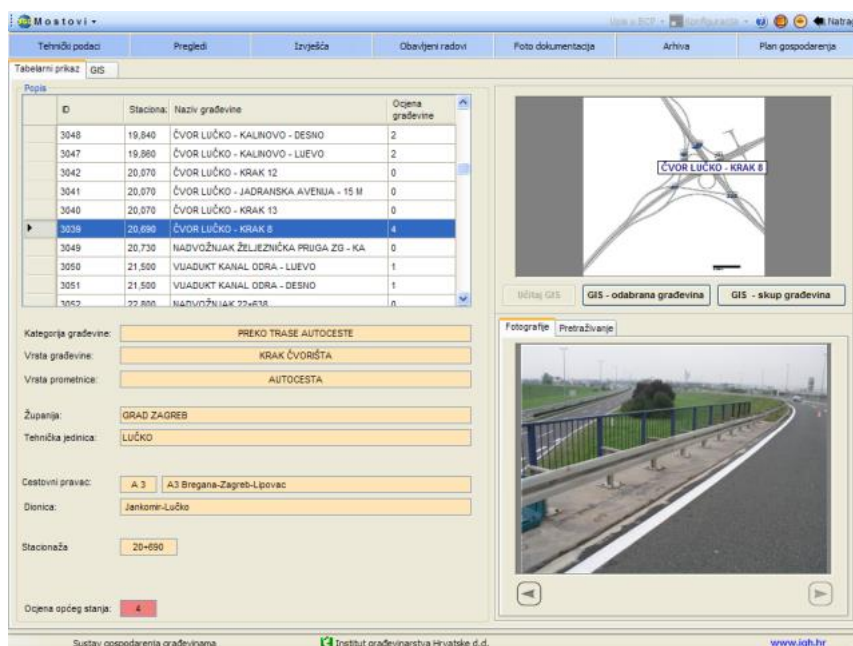 Mostovi
Konfiguracija
Natrag
Tehnički podaci
Pregledi
Izvješća
Obavljeni radovi
Foto dokumentacija
Arhiva
Plan gospodarenja
Tabelarni prikaz
GIS
Popis
ID Staciona: Naziv građevine Ocjena građevine
3048 19,840 ČVOR LUČKO - KALINOVO - DESNO 2
3047 19,860 ČVOR LUČKO - KALINOVO - LIJEVO 2
3042 20,070 ČVOR LUČKO - KRAK 12 0
3041 20,070 ČVOR LUČKO - JADRANSKA AVENIJA - 15 M 0
3040 20,070 ČVOR LUČKO - KRAK 13 0
3039 20,690 ČVOR LUČKO - KRAK 8 4
3049 20,730 NADVOŽNJAK ŽELJEZNIČKA PRUGA ZG - KA 0
3050 21,500 VIJADUKT KANAL ODRA - LIJEVO 1
3051 21,500 VIJADUKT KANAL ODRA - DESNO 1
3052 22,800 NADVOŽNJAK 22+638 0
ČVOR LUČKO - KRAK 8
Učitaj GIS
GIS - odabrana građevina
GIS - skup građevina
Kategorija građevine: PREKO TRASE AUTOCESTE
Vrsta građevine: KRAK ČVORIŠTA
Vrsta prometnice: AUTOCESTA
Županija: GRAD ZAGREB
Tehnička jedinica: LUČKO
Cestovni pravac: A 3 A3 Bregana-Zagreb-Lipovac
Dionica: Jankomir-Lučko
Stacionaža 20+690
Ocjena općeg stanja: 4
Fotografije
Pretraživanje
Sustav gospodarenja građevinama
Institut građevinarstva Hrvatske d.d.
www.igh.hr